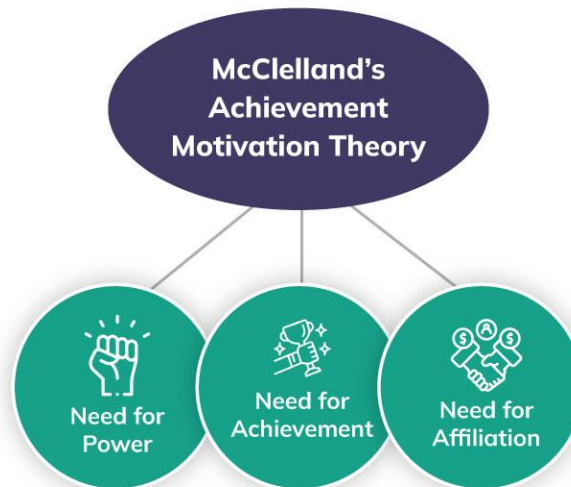 McClelland’s
Achievement
Motivation Theory
Need for
Power
Need for
Achievement
Need for
Affiliation
$
$